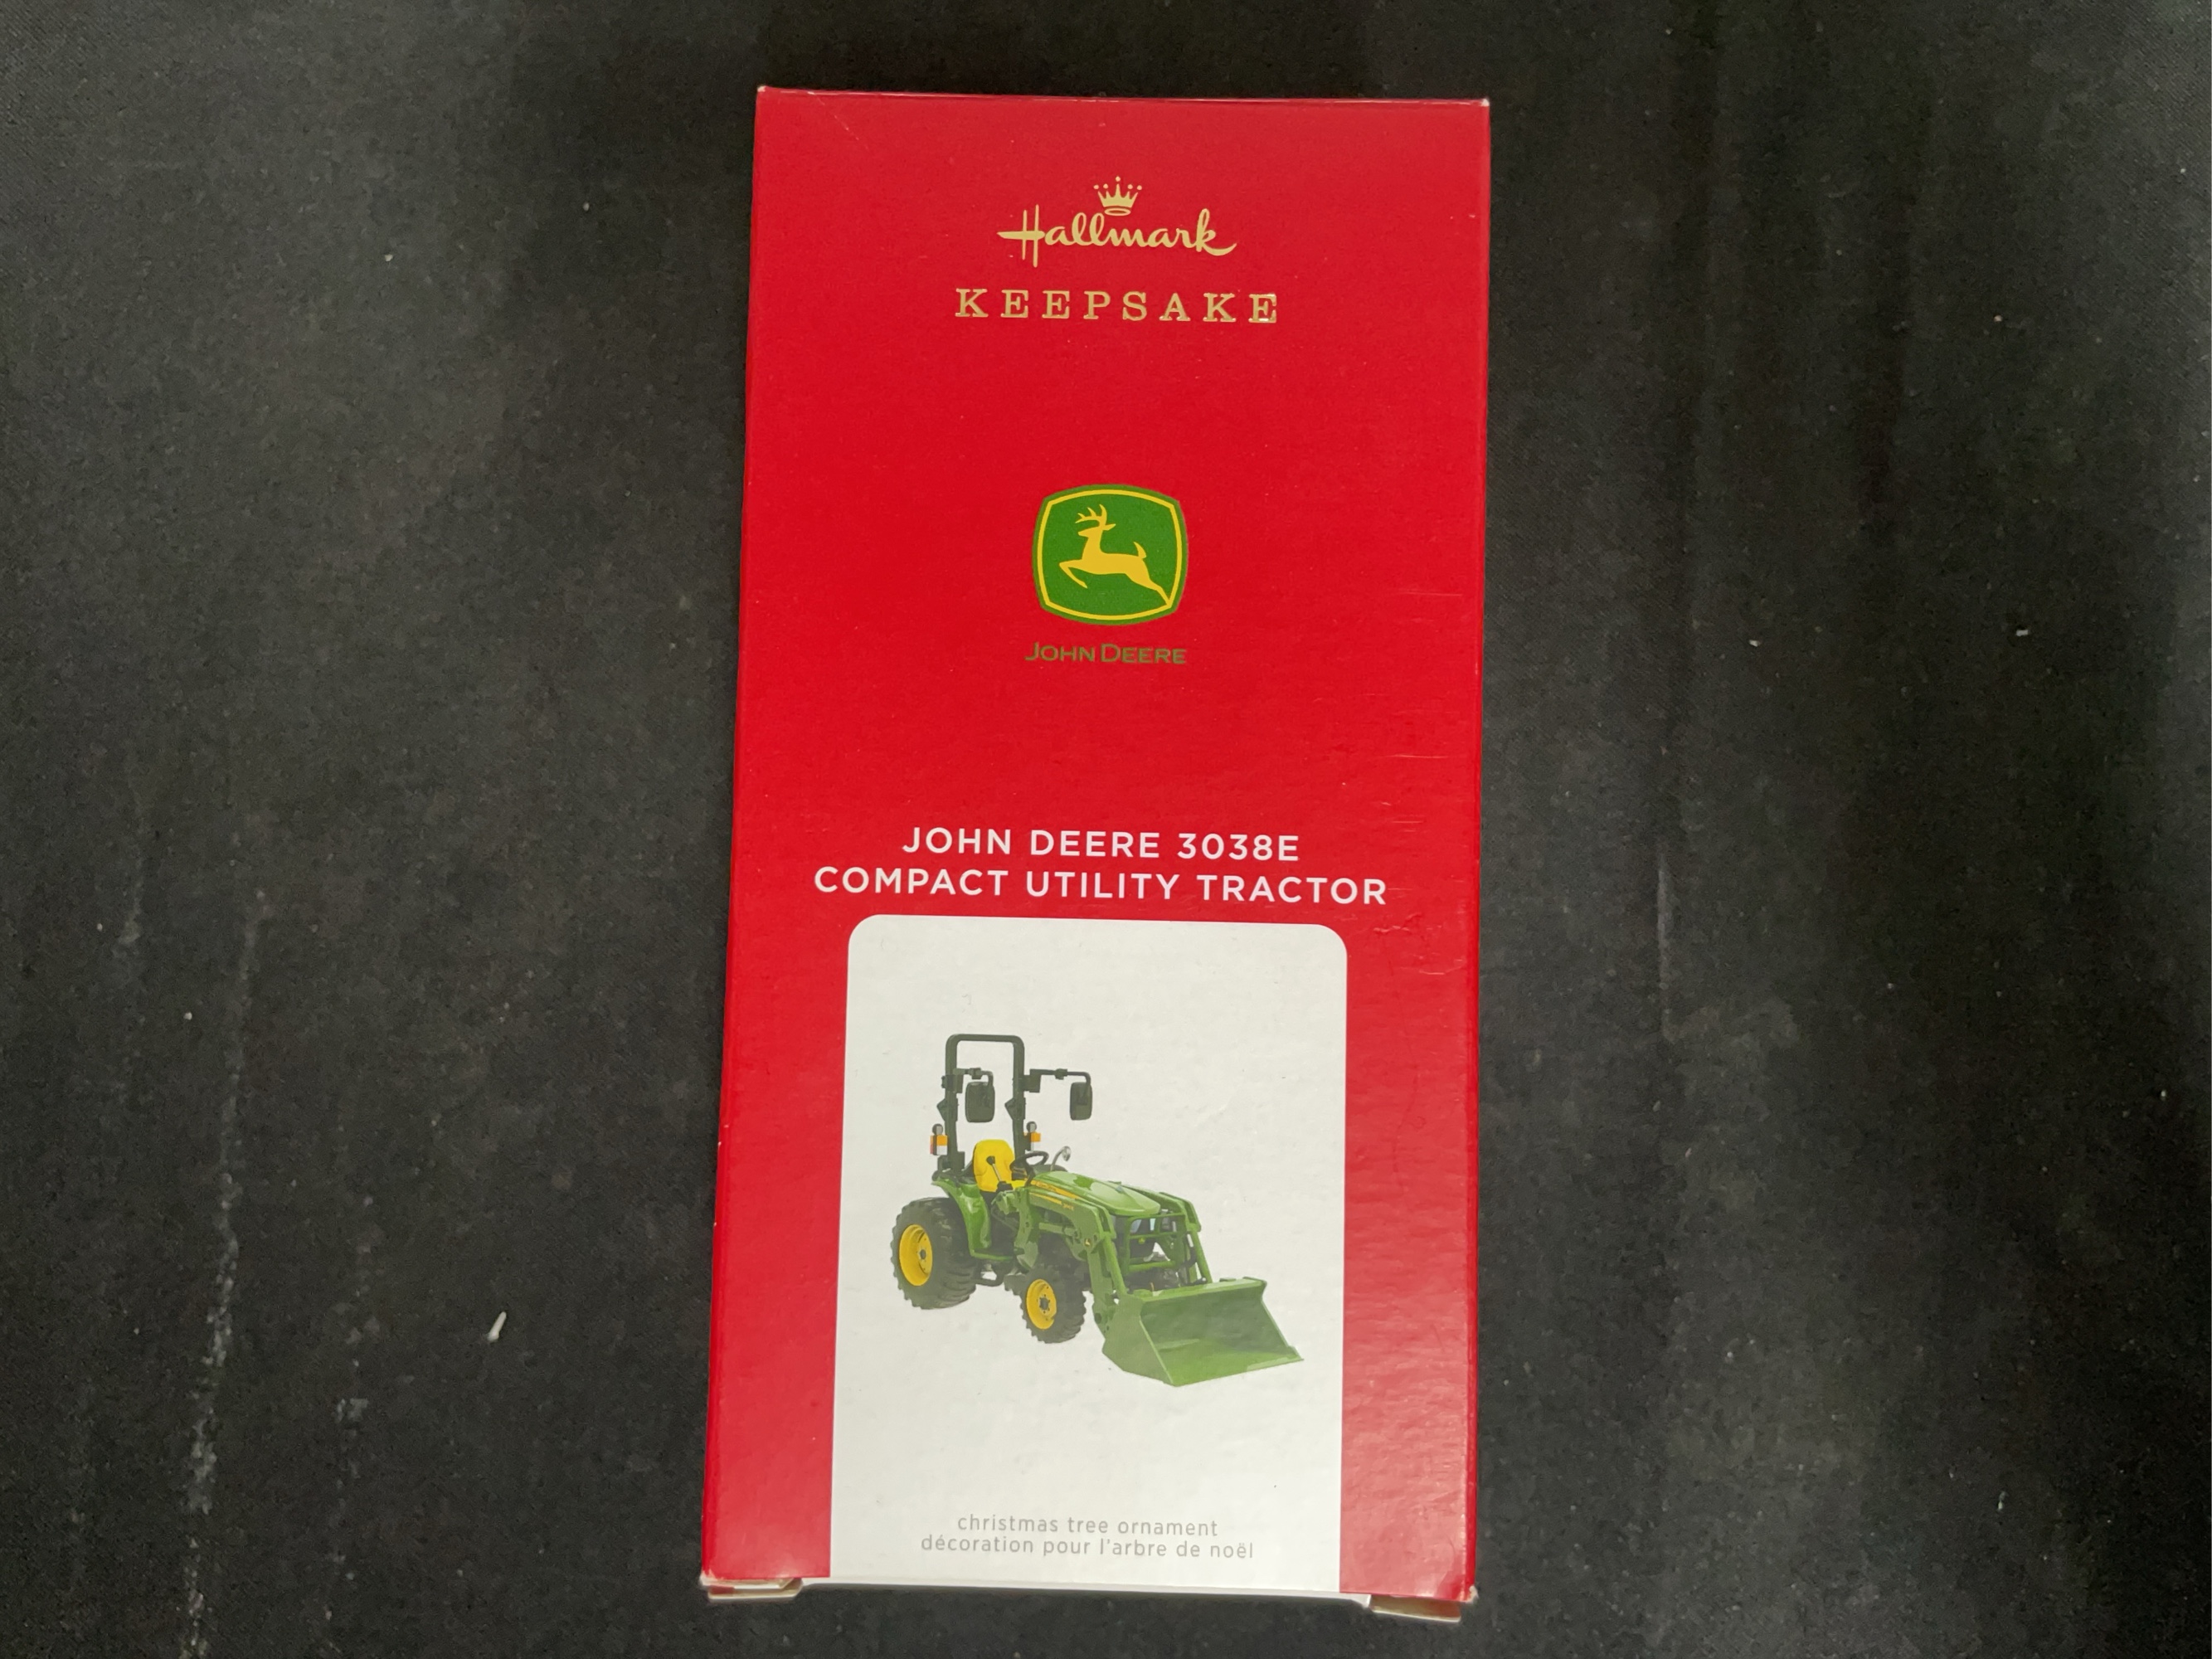 Hallmark
KEEPSAKE
JOHN DEERE
JOHN DEERE 3038E
COMPACT UTILITY TRACTOR
christmas tree ornament
décoration pour l'arbre de noël